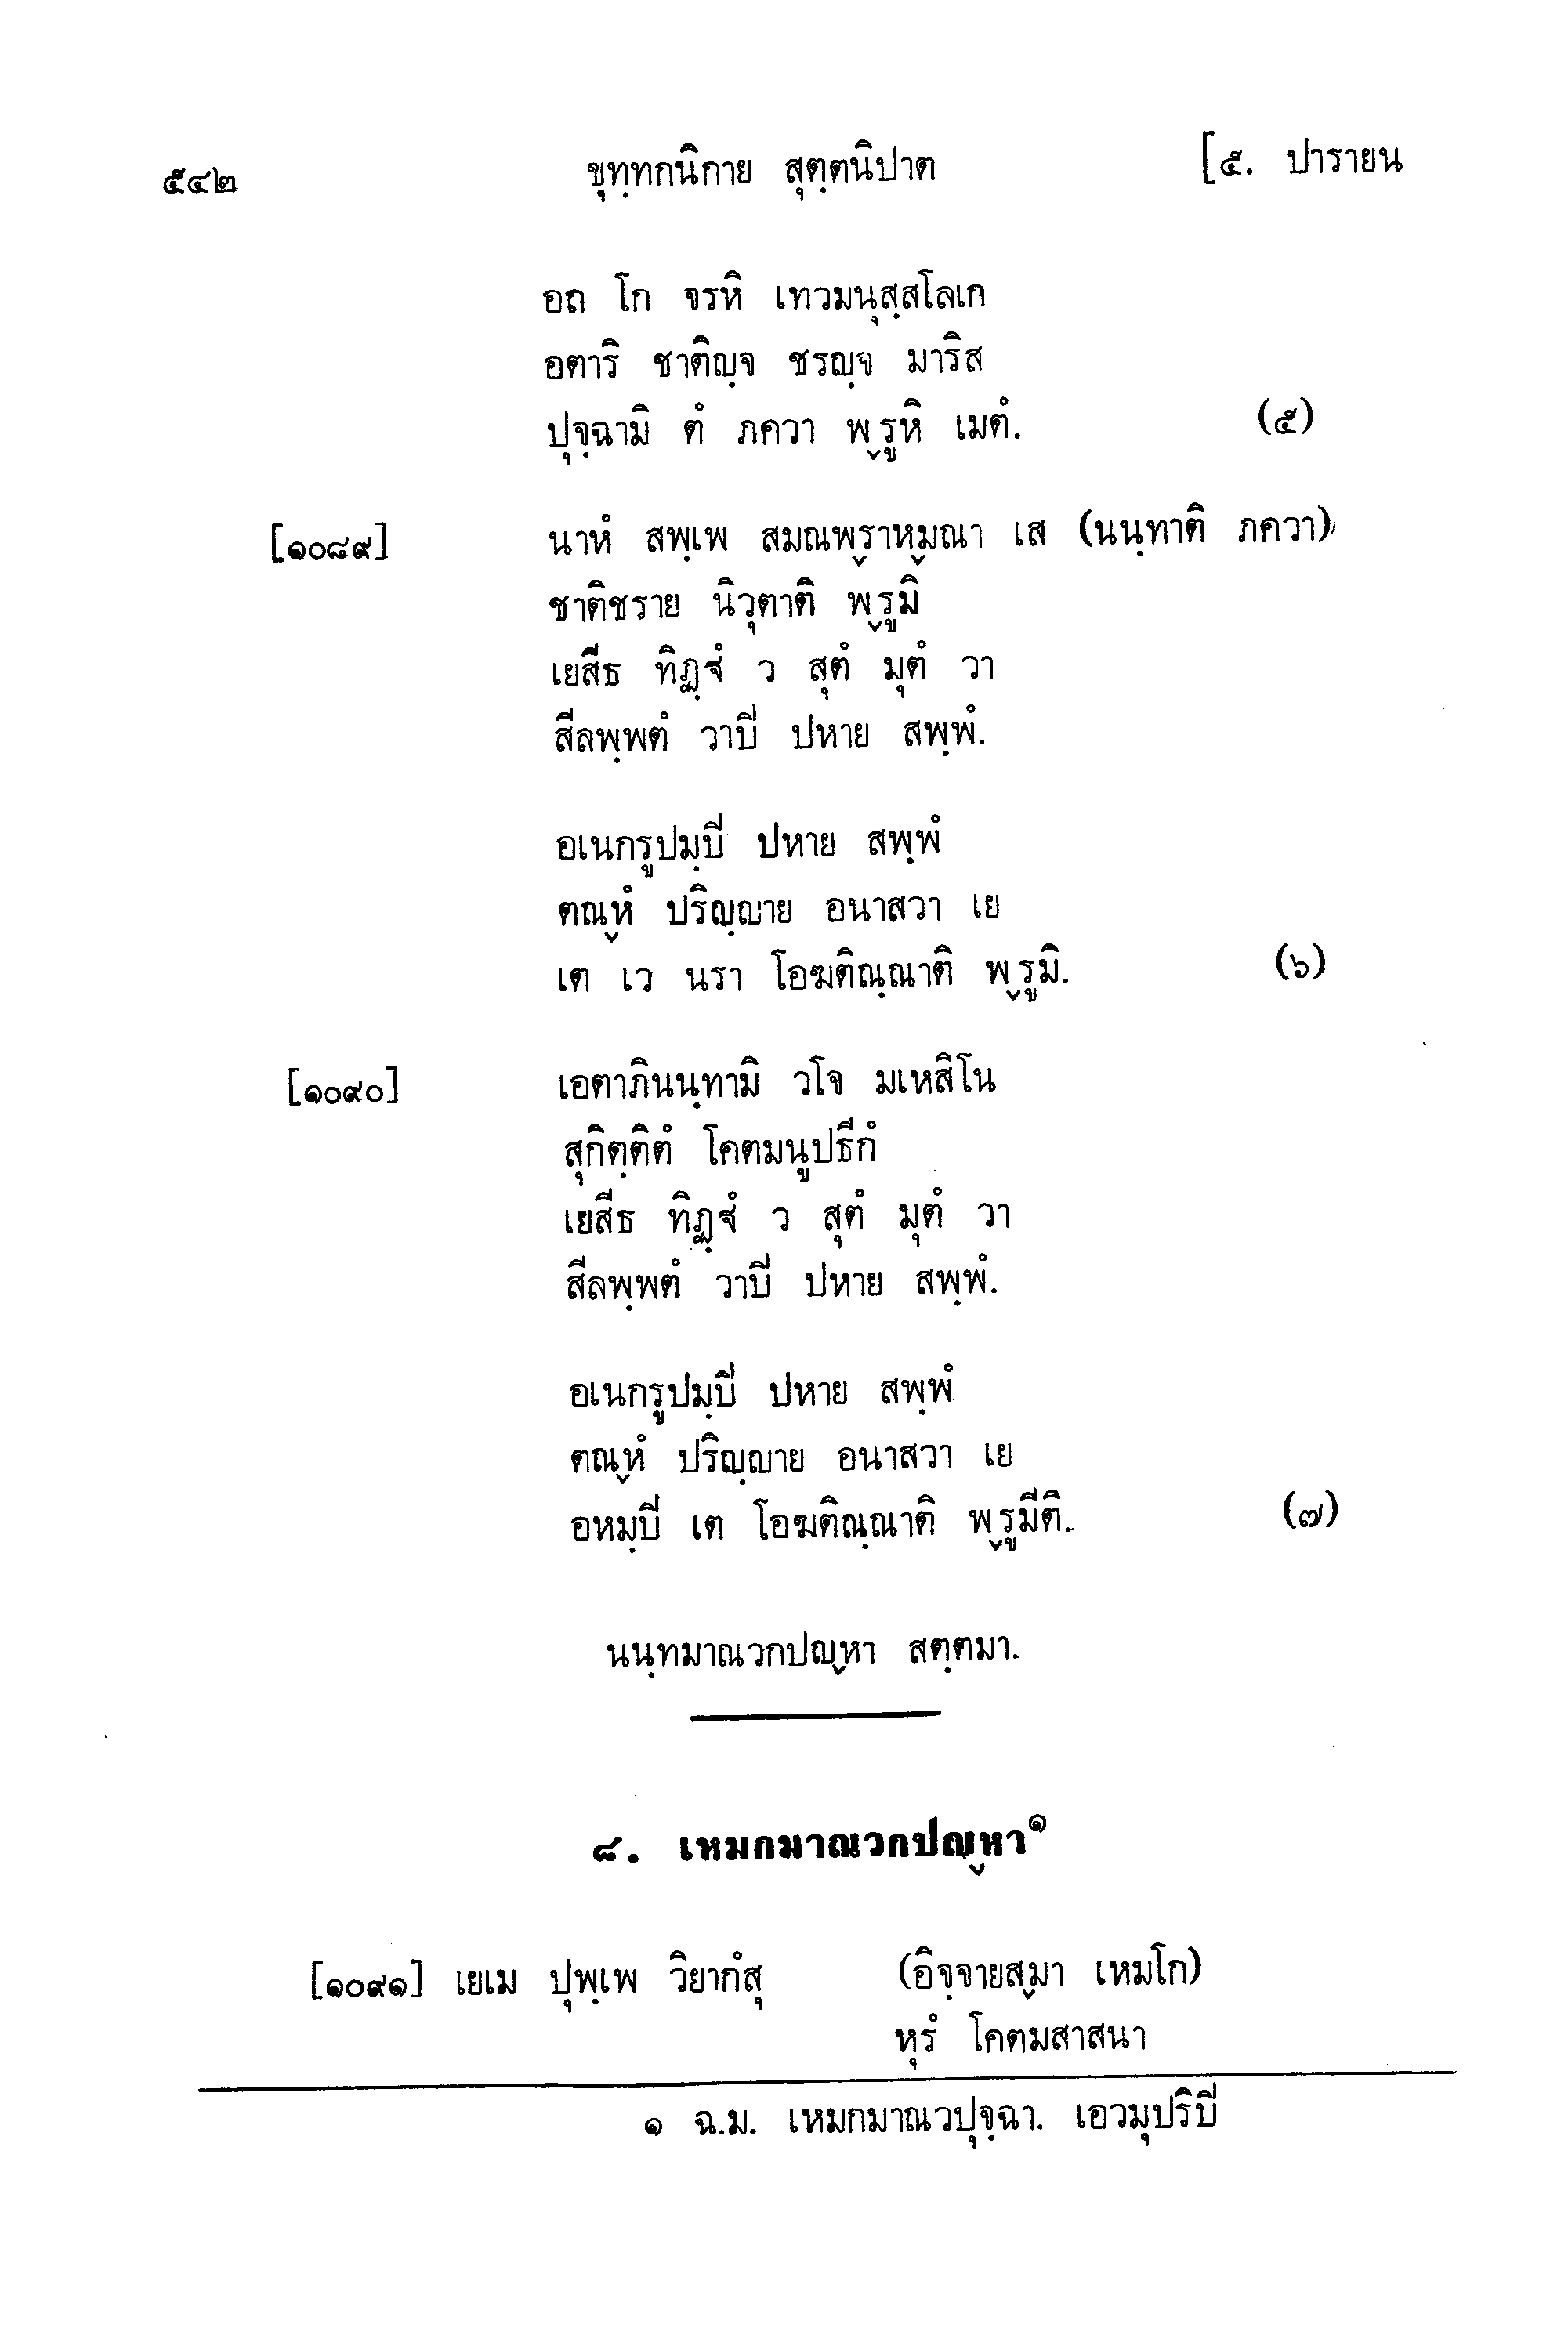 ๕๔๒ ขุทฺทกนิกาย สุตฺตนิปาต [๕. ปารายน
อถ โก จรหิ เทวมนุสฺสโลเก
อตาริ ชาติญฺจ ชรญฺจ มาริส
ปุจฺฉามิ ตํ ภควา พฺรูหิ เมตํ. (๕)
[๑๐๘๙] นาหํ สพฺเพ สมณพฺราหฺมณา เส (นนฺทาติ ภควา)
ชาติชราย นิวุตาติ พฺรูมิ
เยสีธ ทิฏฺฐํ ว สุตํ มุตํ วา
สีลพฺพตํ วาปิ ปหาย สพฺพํ.
อเนกรูปมฺปิ ปหาย สพฺพํ
ตณฺหํ ปริญฺญาย อนาสวา เย
เต เว นรา โอฆติณฺณาติ พฺรูมิ. (๖)
[๑๐๙๐] เอตาภินนฺทามิ วโจ มเหสิโน
สุกิตฺติตํ โคตมนูปธีกํ
เยสีธ ทิฏฺฐํ ว สุตํ มุตํ วา
สีลพฺพตํ วาปิ ปหาย สพฺพํ.
อเนกรูปมฺปิ ปหาย สพฺพํ
ตณฺหํ ปริญฺญาย อนาสวา เย
อหมฺปิ เต โอฆติณฺณาติ พฺรูมีติ. (๗)
นนฺทมาณวกปญฺหา สตฺตมา.
๘. เหมกมาณวกปญฺหา๑
[๑๐๙๑] เยเม ปุพฺเพ วิยากํสุ (อิจฺจายสฺมา เหมโก)
หุรํ โคตมสาสนา
๑ ฉ.ม. เหมกมาณวปุจฺฉา. เอวมุปริปิ